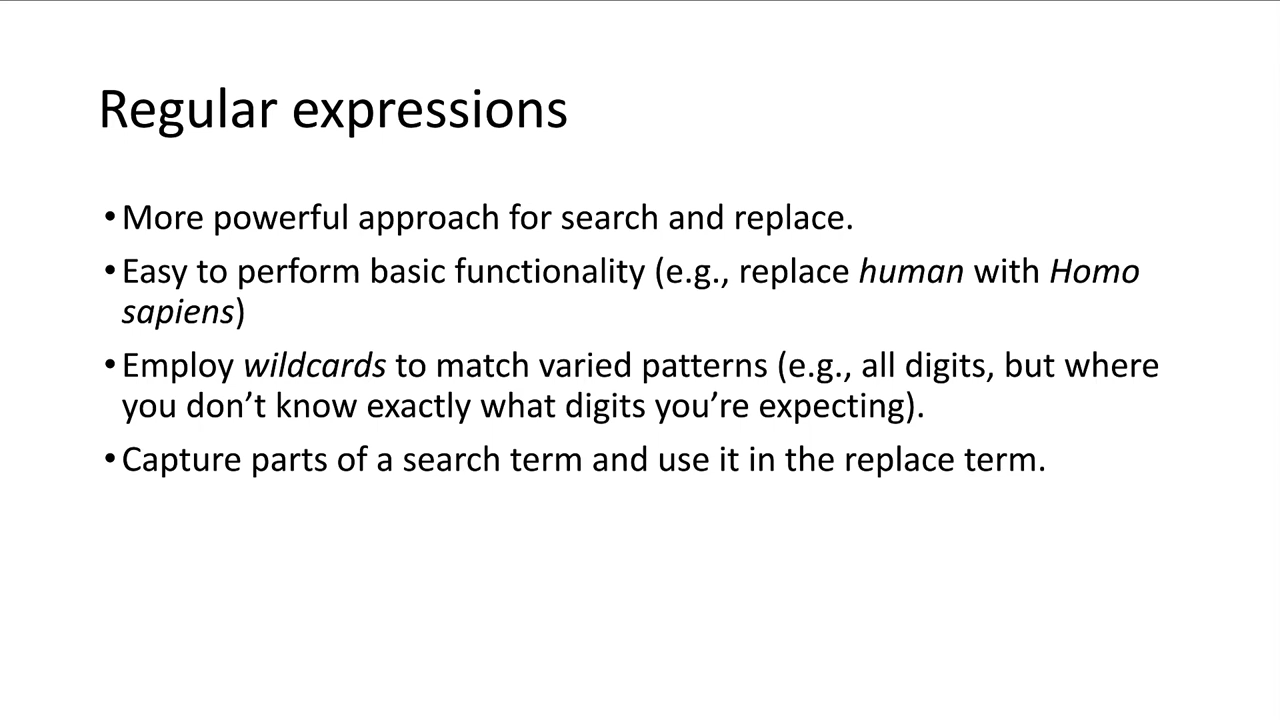 Regular expressions
•More powerful approach for search and replace.
•Easy to perform basic functionality (e.g., replace human with Homo
sapiens)
•Employ wildcards to match varied patterns (e.g., all digits, but where
you don’t know exactly what digits you’re expecting).
•Capture parts of a search term and use it in the replace term.